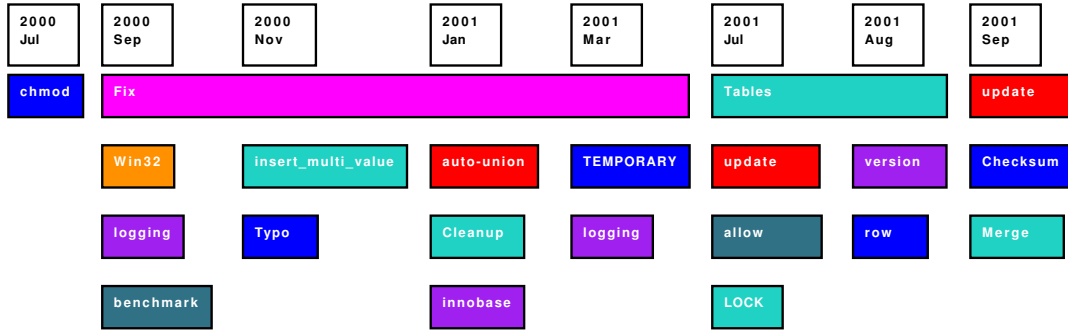 2000 Jul
2000 Sep
2000 Nov
2001 Jan
2001 Mar
2001 Jul
2001 Aug
2001 Sep
chmod
Fix
Tables
update
Win32
insert_multi_value
auto-union
TEMPORARY
update
version
Checksum
logging
Typo
Cleanup
logging
allow
row
Merge
benchmark
innobase
LOCK